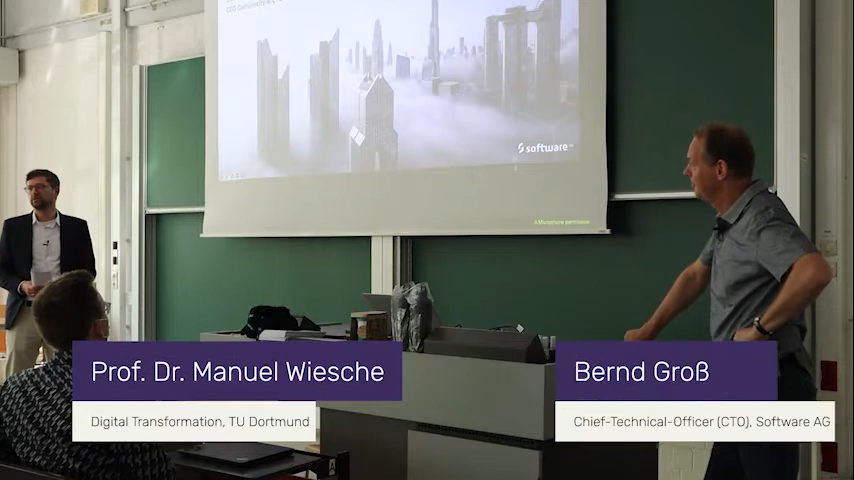 software
Prof. Dr. Manuel Wiesche
Digital Transformation, TU Dortmund
Bernd Groß
Chief-Technical-Officer (CTO), Software AG